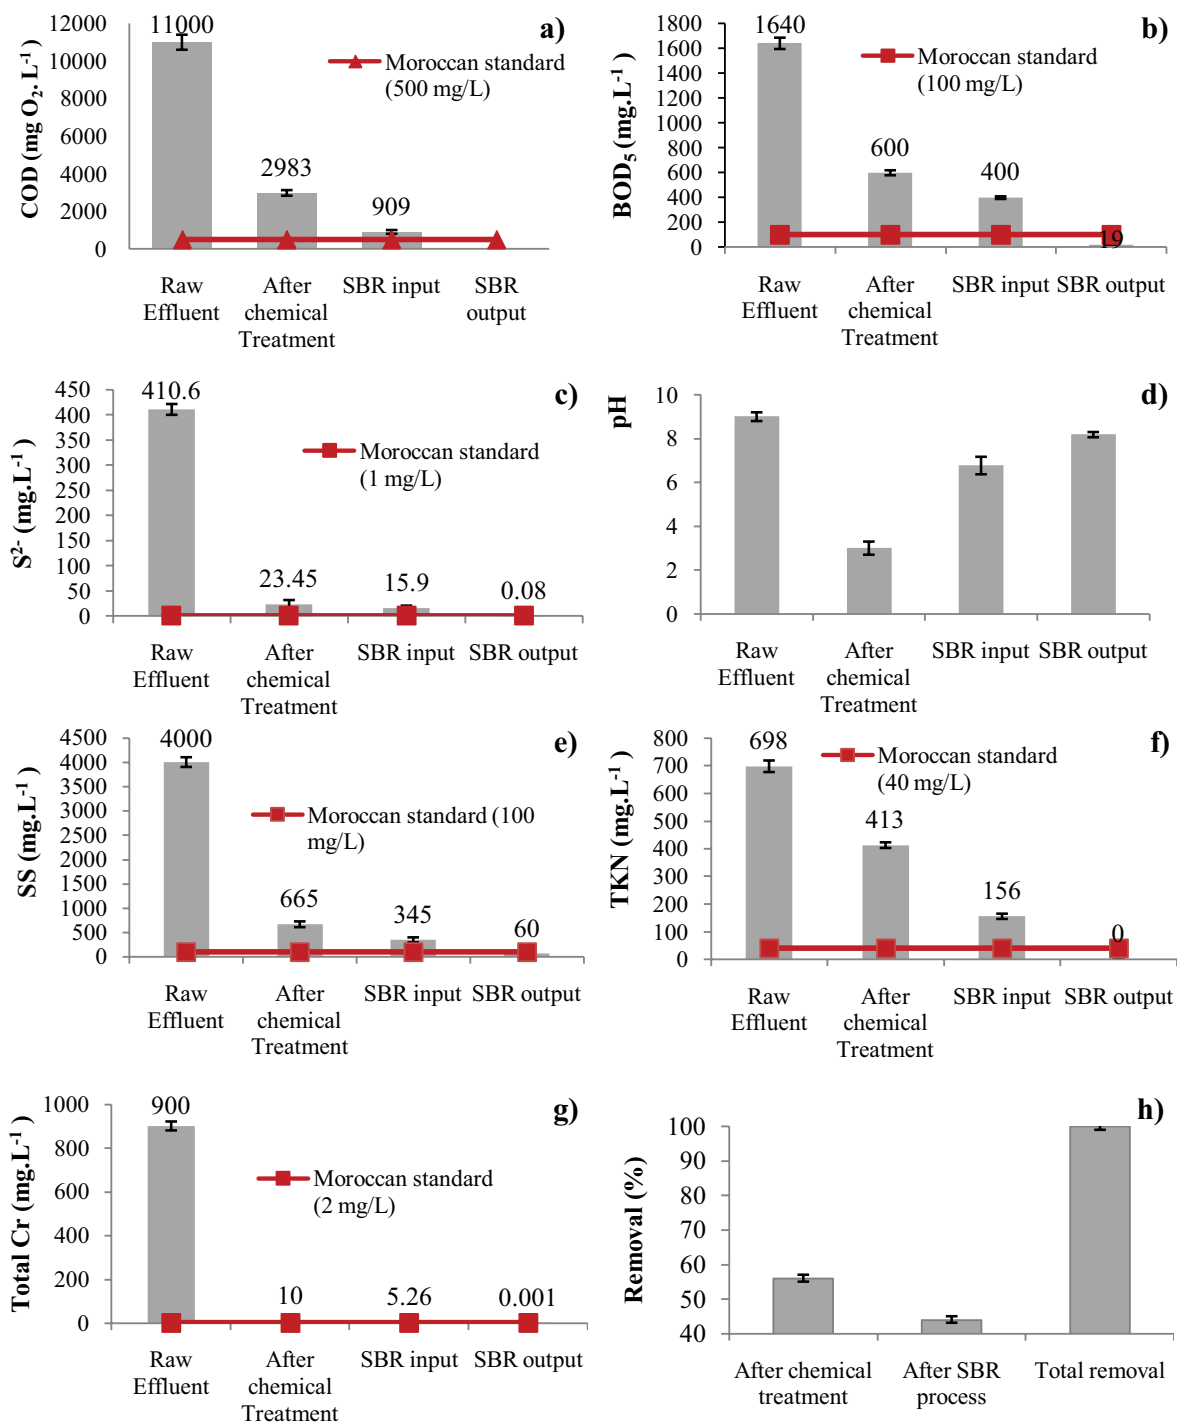 a)
COD (mg O₂.L⁻¹)
12000
10000
8000
6000
4000
2000
0
11000
2983
909
Moroccan standard
(500 mg/L)
Raw
Effluent
After
chemical
Treatment
SBR input
SBR
output
b)
BOD₅ (mg.L⁻¹)
1800
1600
1400
1200
1000
800
600
400
200
0
1640
600
400
19
Moroccan standard
(100 mg/L)
Raw
Effluent
After
chemical
Treatment
SBR input
SBR output
c)
S²⁻ (mg.L⁻¹)
450
400
350
300
250
200
150
100
50
0
410.6
23.45
15.9
0.08
Moroccan standard
(1 mg/L)
Raw
Effluent
After
chemical
Treatment
SBR input
SBR output
d)
pH
10
8
6
4
2
0
Raw
Effluent
After
chemical
Treatment
SBR input
SBR output
e)
SS (mg.L⁻¹)
4500
4000
3500
3000
2500
2000
1500
1000
500
0
4000
665
345
60
Moroccan standard (100
mg/L)
Raw
Effluent
After
chemical
Treatment
SBR input
SBR output
f)
TKN (mg.L⁻¹)
800
700
600
500
400
300
200
100
0
698
413
156
0
Moroccan standard
(40 mg/L)
Raw
Effluent
After
chemical
Treatment
SBR input
SBR output
g)
Total Cr (mg.L⁻¹)
1000
800
600
400
200
0
900
10
5.26
0.001
Moroccan standard
(2 mg/L)
Raw
Effluent
After
chemical
Treatment
SBR input
SBR output
h)
Removal (%)
100
90
80
70
60
50
40
After chemical
treatment
After SBR
process
Total removal